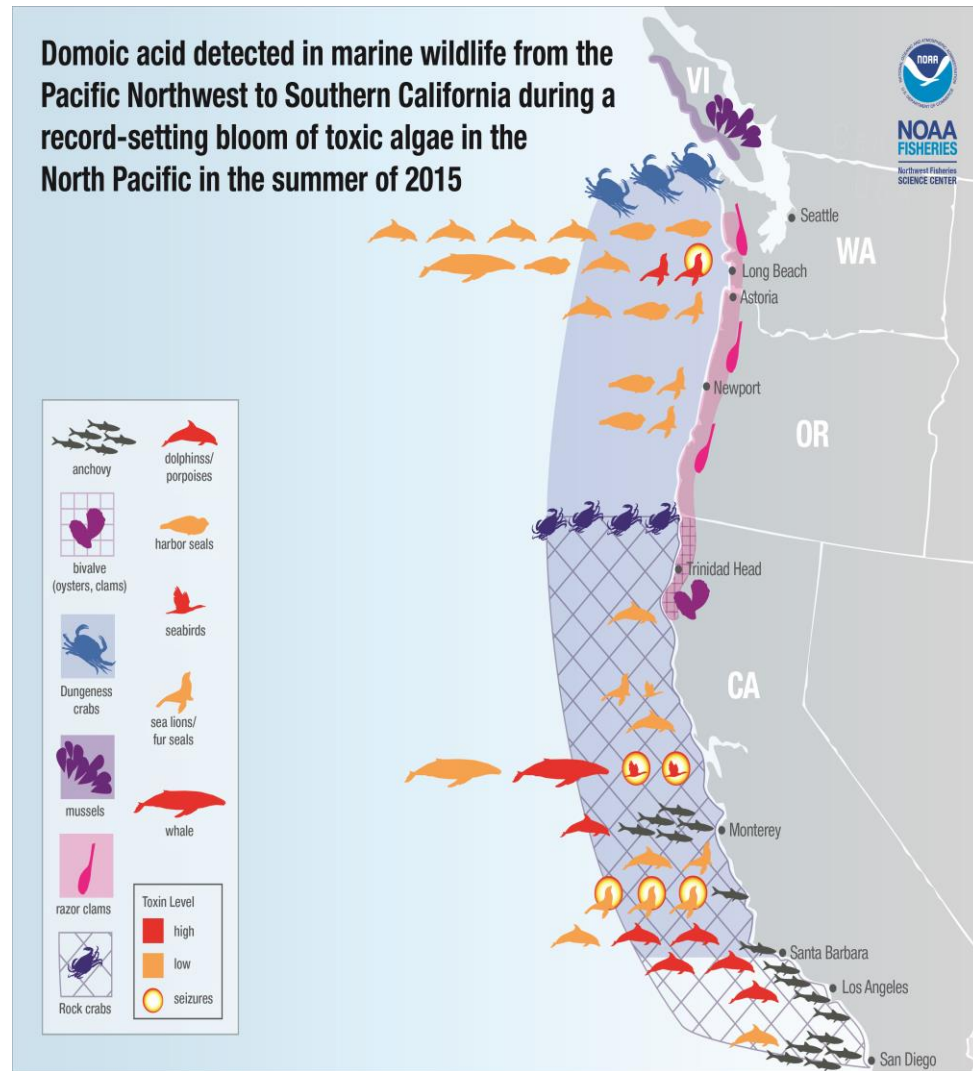 Domoic acid detected in marine wildlife from the
Pacific Northwest to Southern California during a
record-setting bloom of toxic algae in the
North Pacific in the summer of 2015
NOAA
NOAA
FISHERIES
Northwest Fisheries
SCIENCE CENTER
VI
Seattle
WA
Long Beach
Astoria
Newport
OR
Trinidad Head
CA
Monterey
Santa Barbara
Los Angeles
San Diego
anchovy
dolphinss/
porpoises
bivalve
(oysters, clams)
harbor seals
seabirds
Dungeness
crabs
sea lions/
fur seals
mussels
whale
razor clams
Rock crabs
Toxin Level
high
low
seizures